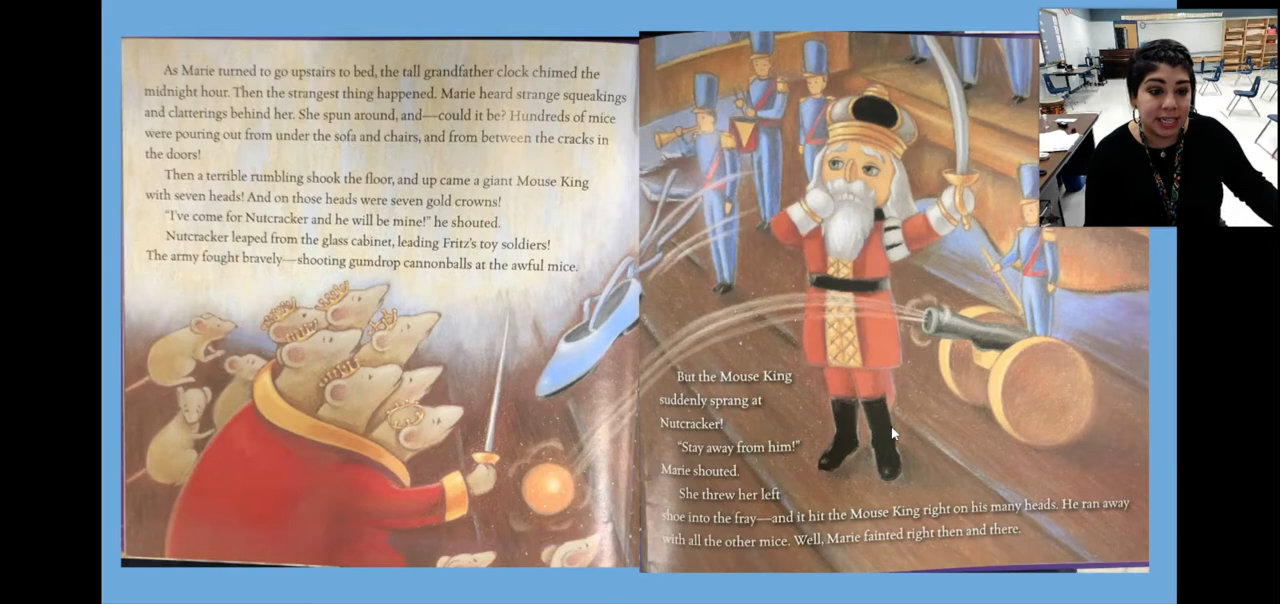 As Marie turned to go upstairs to bed, the tall grandfather clock chimed the
midnight hour. Then the strangest thing happened. Marie heard strange squeakings
and clatterings behind her. She spun around, and—could it be? Hundreds of mice
were pouring out from under the sofa and chairs, and from between the cracks in
the doors!
Then a terrible rumbling shook the floor, and up came a giant Mouse King
with seven heads! And on those heads were seven gold crowns!
“I’ve come for Nutcracker and he will be mine!” he shouted.
Nutcracker leaped from the glass cabinet, leading Fritz’s toy soldiers!
The army fought bravely—shooting gumdrop cannonballs at the awful mice.
But the Mouse King
suddenly sprang at
Nutcracker!
“Stay away from him!”
Marie shouted.
She threw her left
shoe into the fray—and it hit the Mouse King right on his many heads. He ran away
with all the other mice. Well, Marie fainted right then and there.